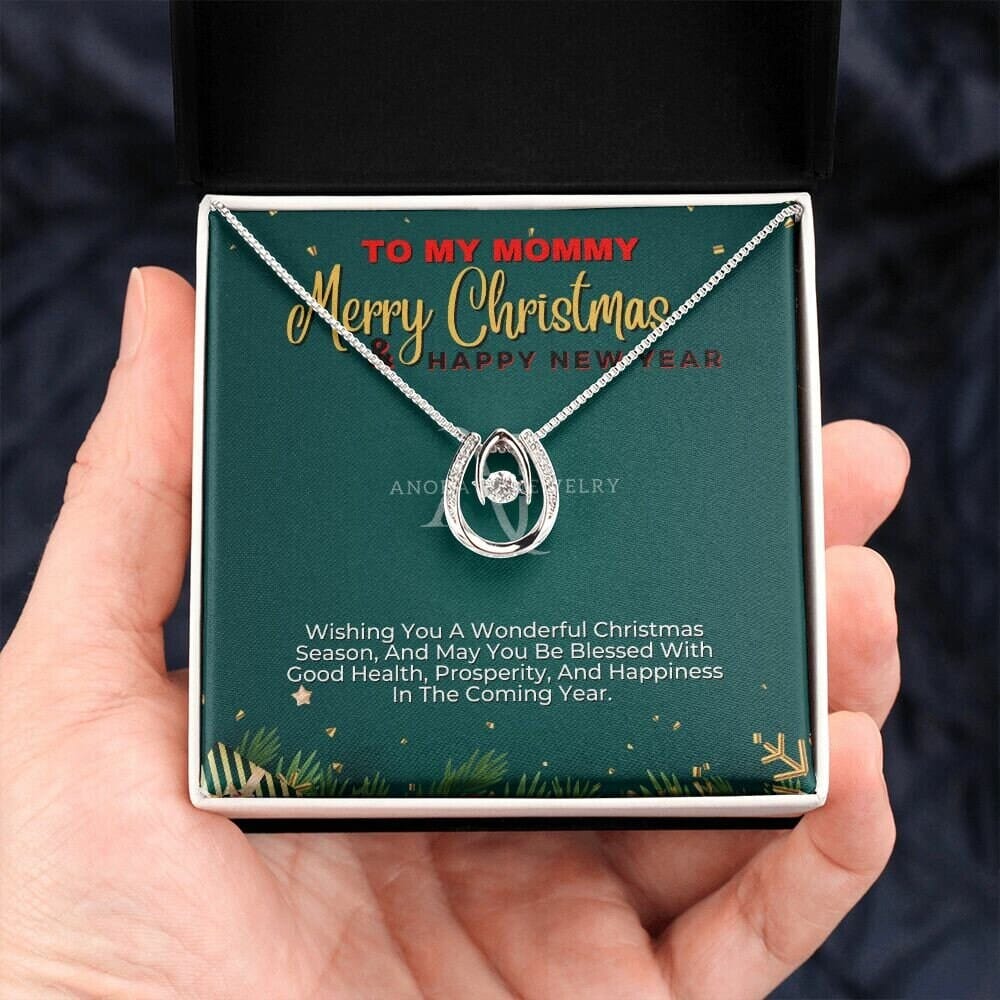 TO MY MOMMY
Merry Christmas
& HAPPY NEW YEAR
JEWELRY
Wishing You A Wonderful Christmas
Season, And May You Be Blessed With
Good Health, Prosperity, And Happiness
In The Coming Year.